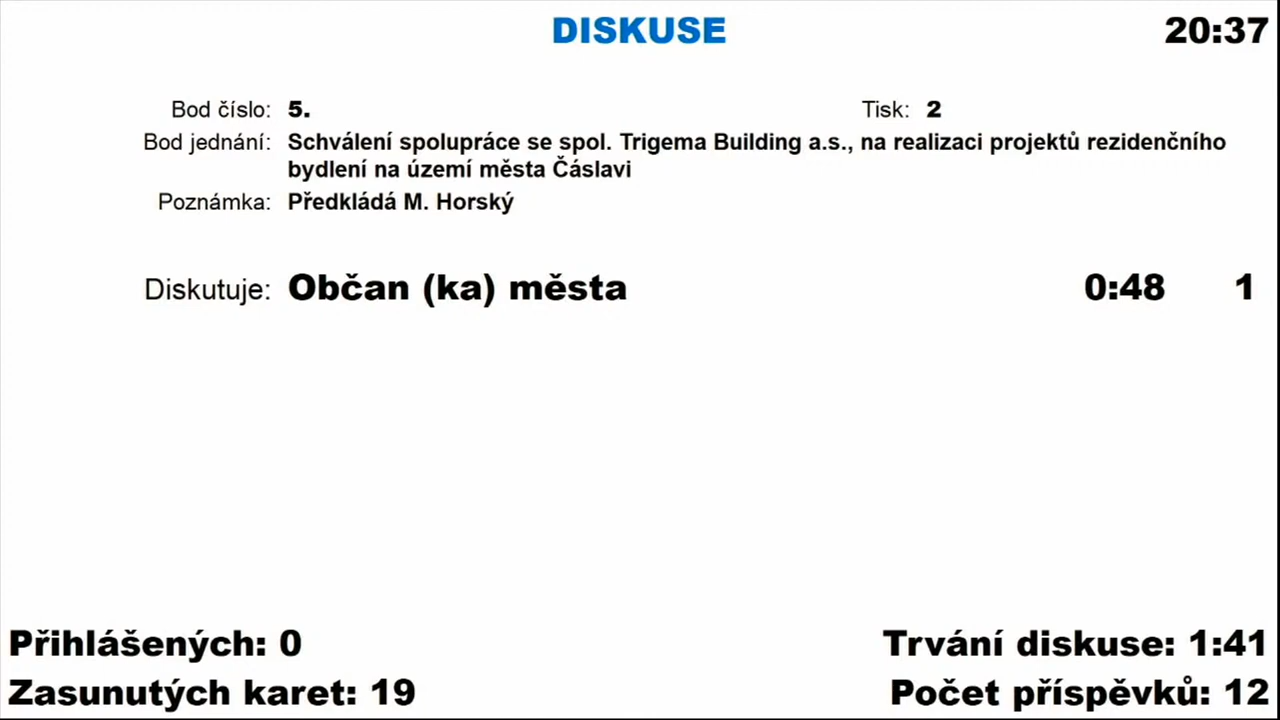 DISKUSE 20:37
Bod číslo: 5. Tisk: 2
Bod jednání: Schválení spolupráce se spol. Trigema Building a.s., na realizaci projektů rezidenčního
bydlení na území města Čáslavi
Poznámka: Předkládá M. Horský
Diskutuje: Občan (ka) města 0:48 1
Přihlášených: 0 Trvání diskuse: 1:41
Zasunutých karet: 19 Počet příspěvků: 12